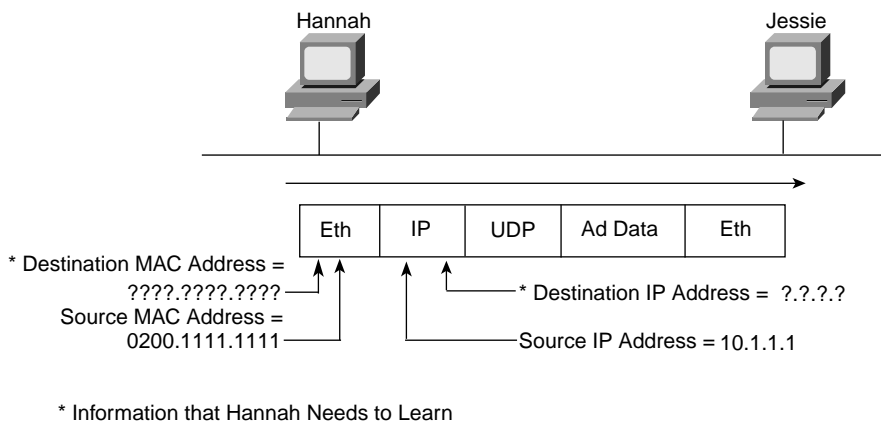 Hannah
Jessie
Eth
IP
UDP
Ad Data
Eth
* Destination MAC Address =
????.????.????
Source MAC Address =
0200.1111.1111
* Destination IP Address = ?.?.?.?
Source IP Address = 10.1.1.1
* Information that Hannah Needs to Learn